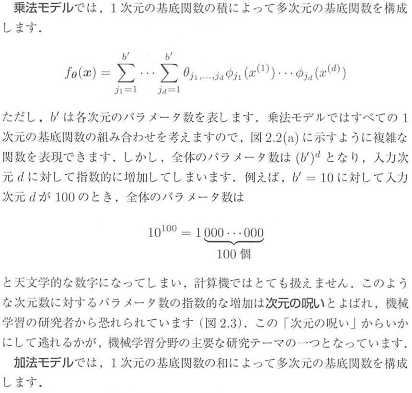 乗法モデルでは，1次元の基底関数の積によって多次元の基底関数を構成
します．
f_θ(x) = Σ_{j_1=1}^{b′} ⋯ Σ_{j_d=1}^{b′} θ_{j_1,...,j_d} φ_{j_1}(x^{(1)}) ⋯ φ_{j_d}(x^{(d)})
ただし，b′ は各次元のパラメータ数を表します．乗法モデルではすべての1
次元の基底関数の組み合わせを考えますので，図2.2(a)に示すように複雑な
関数を表現できます．しかし，全体のパラメータ数は (b′)^d となり，入力次
元 d に対して指数的に増加してしまいます．例えば，b′ = 10 に対して入力
次元 d が 100 のとき，全体のパラメータ数は
10^{100} = 1 000⋯000
100 個
と天文学的な数字になってしまい，計算機ではとても扱えません．このよう
な次元数に対するパラメータ数の指数的な増加は次元の呪いとよばれ，機械
学習の研究者から恐れられています（図2.3）．この「次元の呪い」からいか
にして逃れるかが，機械学習分野の主要な研究テーマの一つとなっています．
加法モデルでは，1次元の基底関数の和によって多次元の基底関数を構成
します．